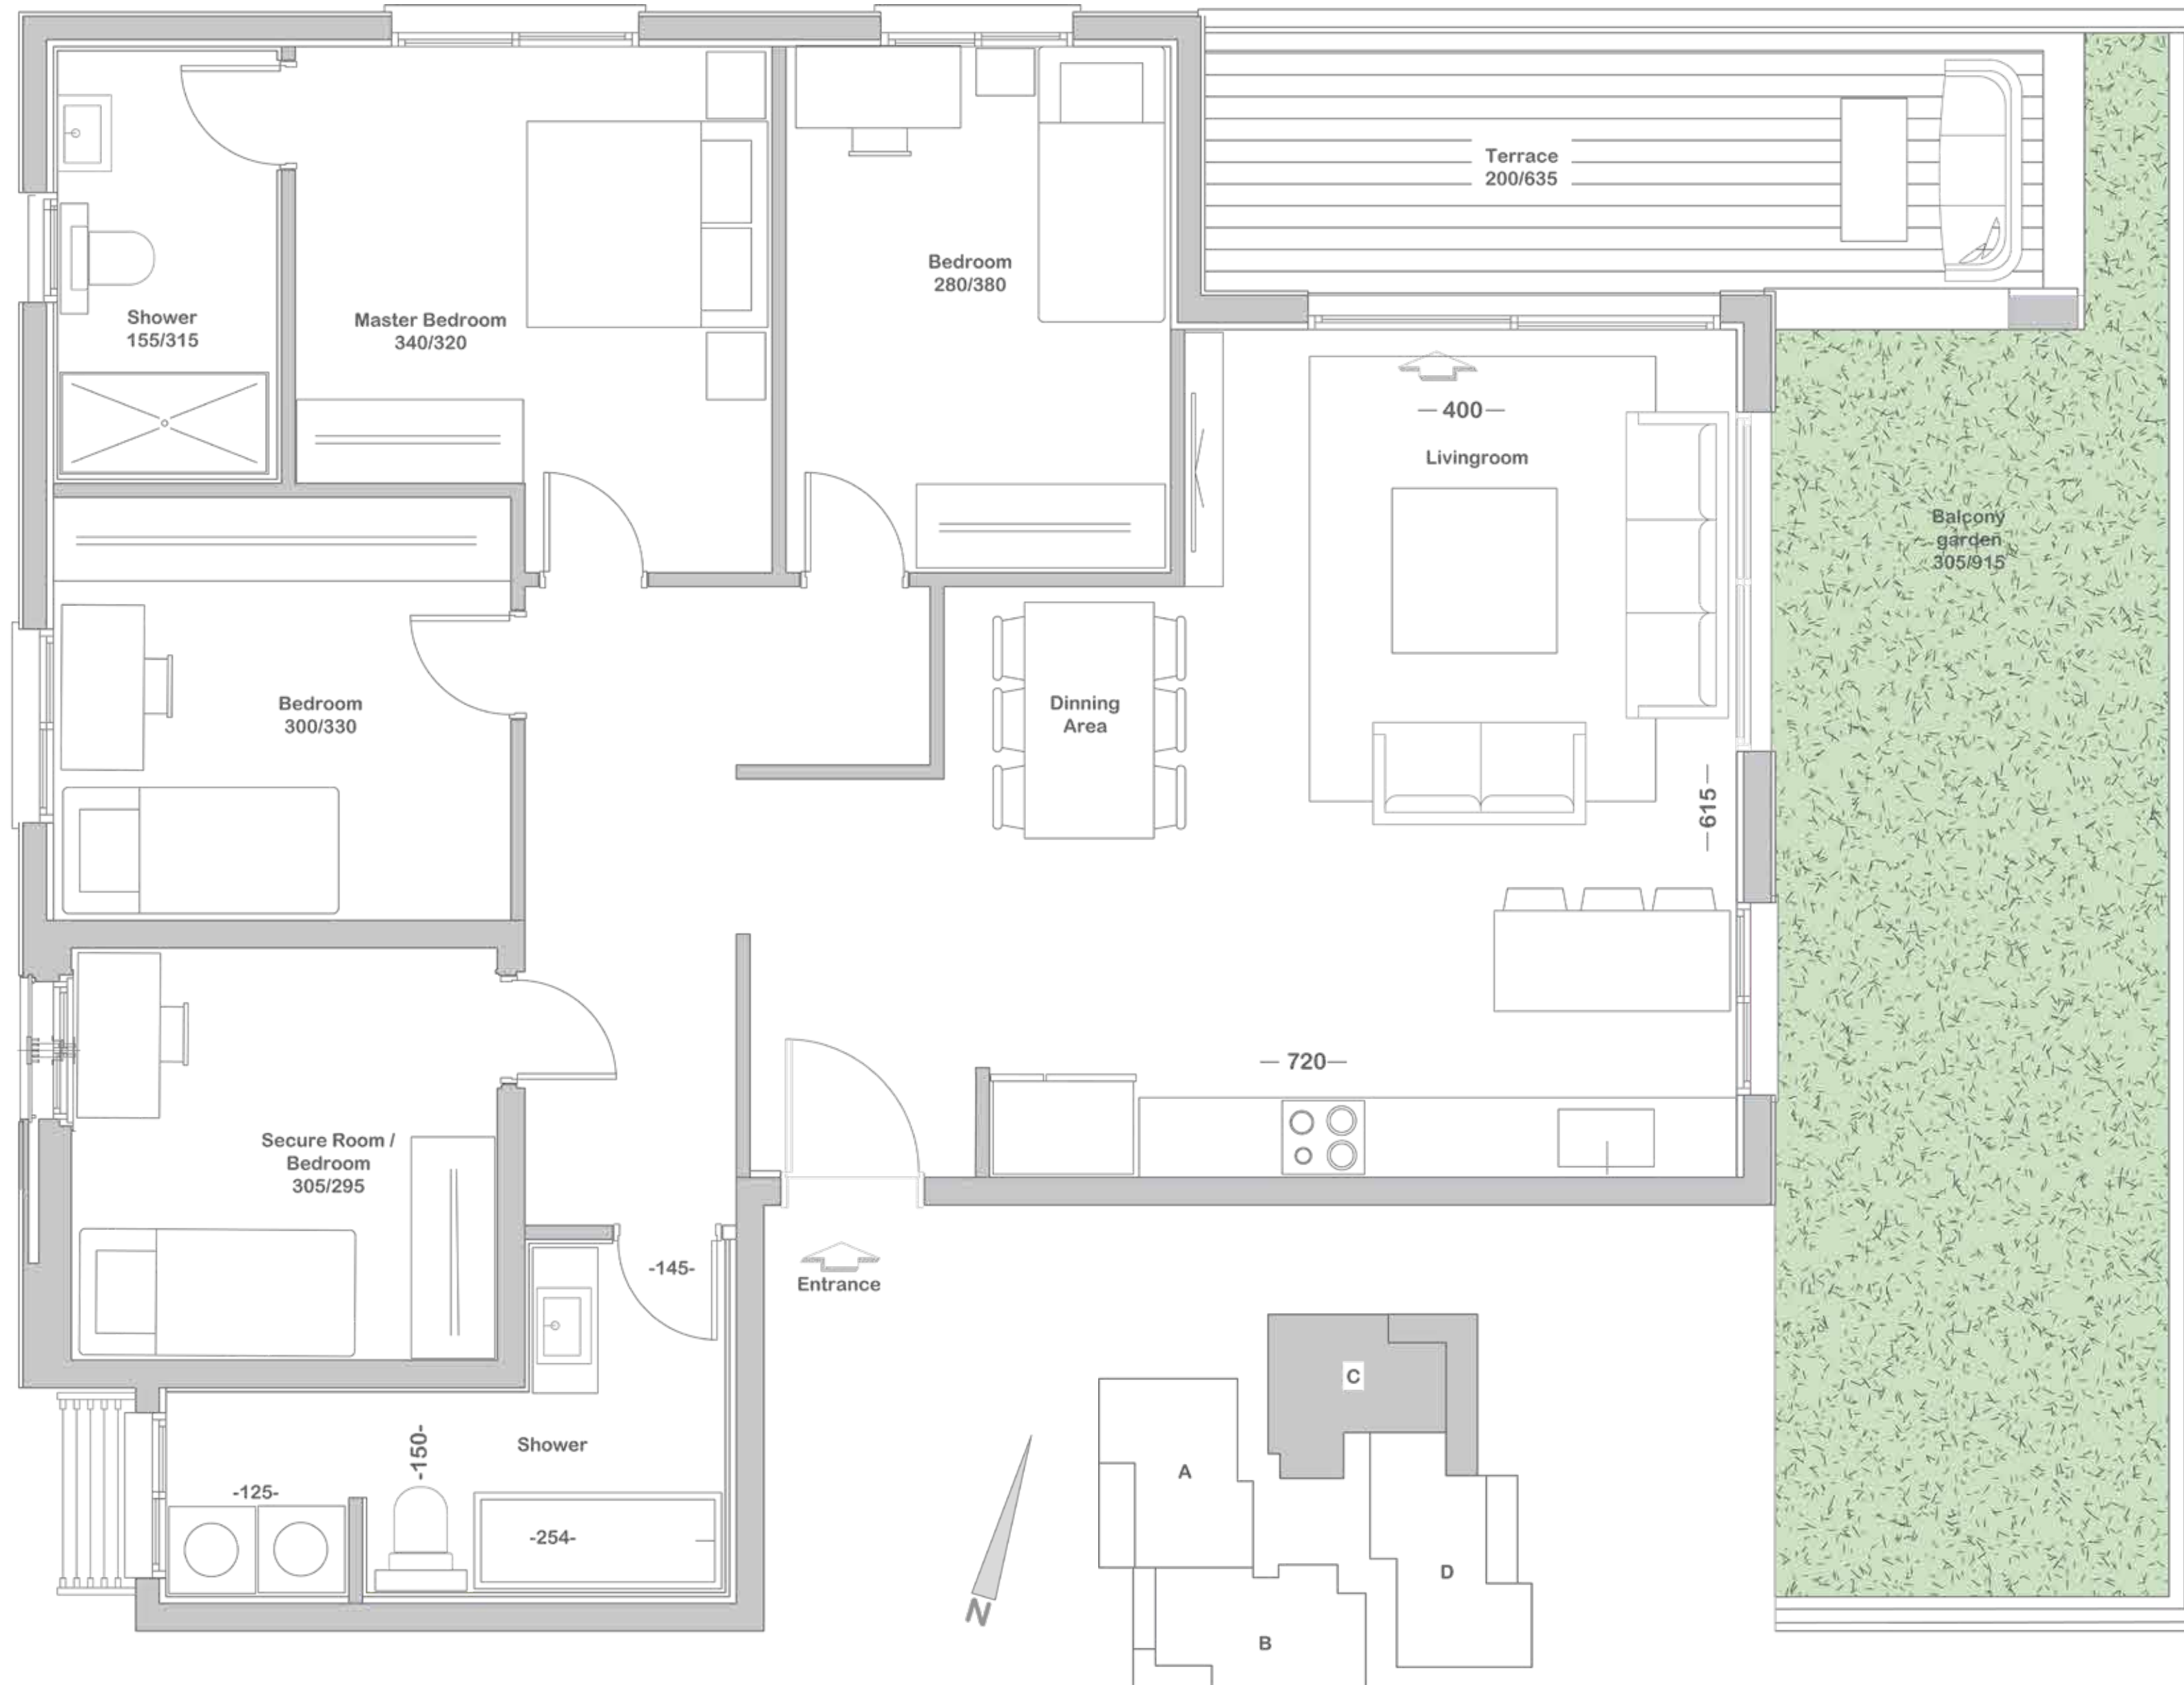 Terrace
200/635
Bedroom
280/380
Shower
155/315
Master Bedroom
340/320
— 400—
Livingroom
Balcony
garden
305/915
Bedroom
300/330
Dinning
Area
—615—
— 720—
Secure Room /
Bedroom
305/295
-145-
Entrance
C
A
-150-
Shower
-125-
-254-
D
N
B